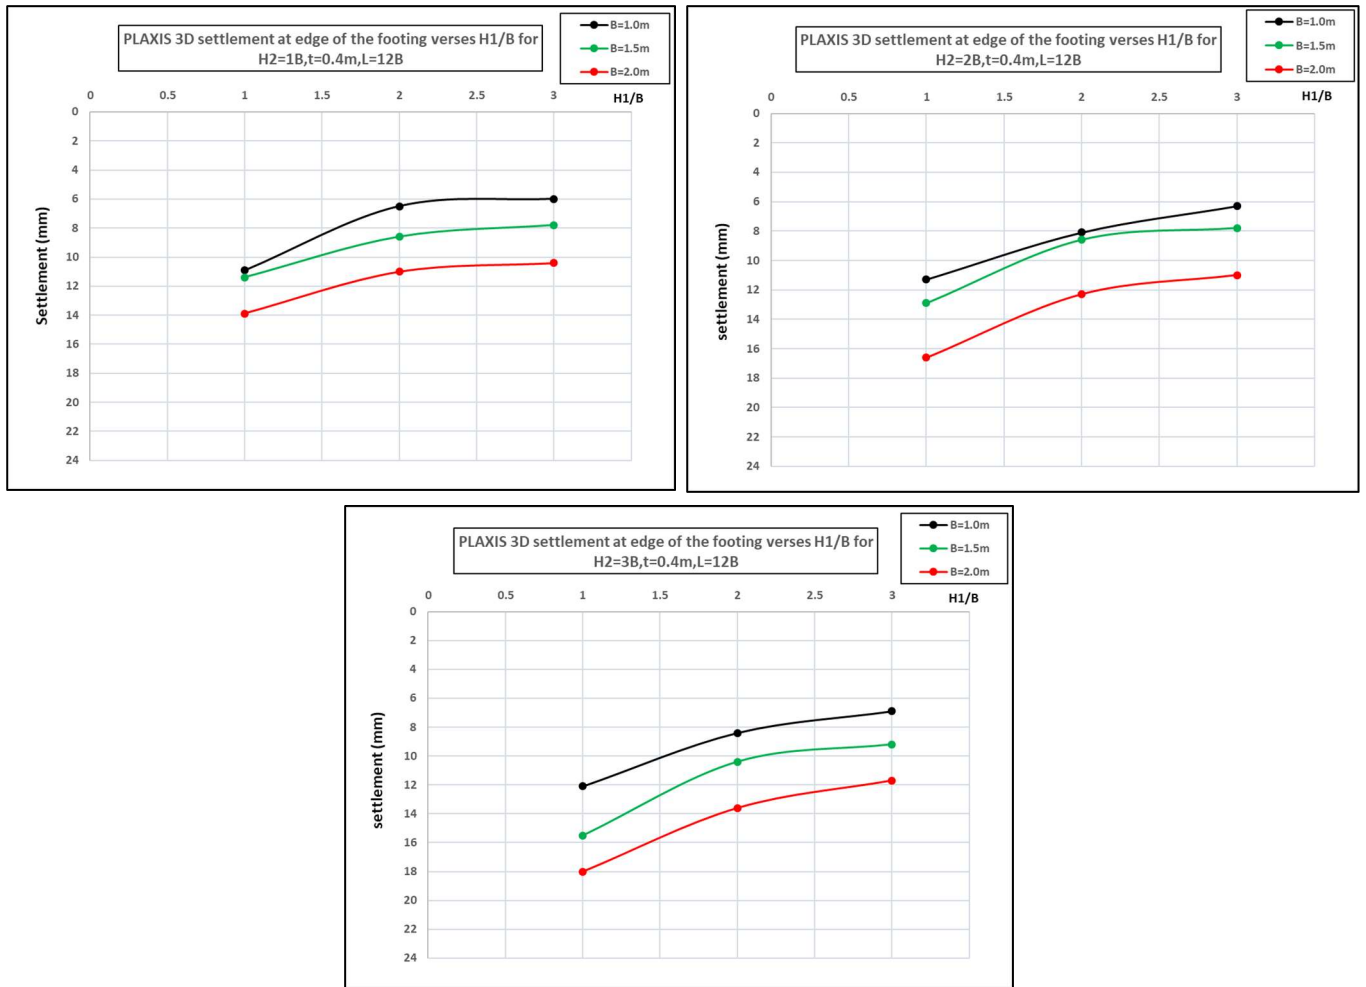 PLAXIS 3D settlement at edge of the footing verses H1/B for
H2=1B,t=0.4m,L=12B
B=1.0m
B=1.5m
B=2.0m
0 0.5 1 1.5 2 2.5 3 H1/B
0
2
4
6
8
10
12
14
16
18
20
22
24
Settlement (mm)
PLAXIS 3D settlement at edge of the footing verses H1/B for
H2=2B,t=0.4m,L=12B
B=1.0m
B=1.5m
B=2.0m
0 0.5 1 1.5 2 2.5 3 H1/B
0
2
4
6
8
10
12
14
16
18
20
22
24
settlement (mm)
PLAXIS 3D settlement at edge of the footing verses H1/B for
H2=3B,t=0.4m,L=12B
B=1.0m
B=1.5m
B=2.0m
0 0.5 1 1.5 2 2.5 3 H1/B
0
2
4
6
8
10
12
14
16
18
20
22
24
settlement (mm)